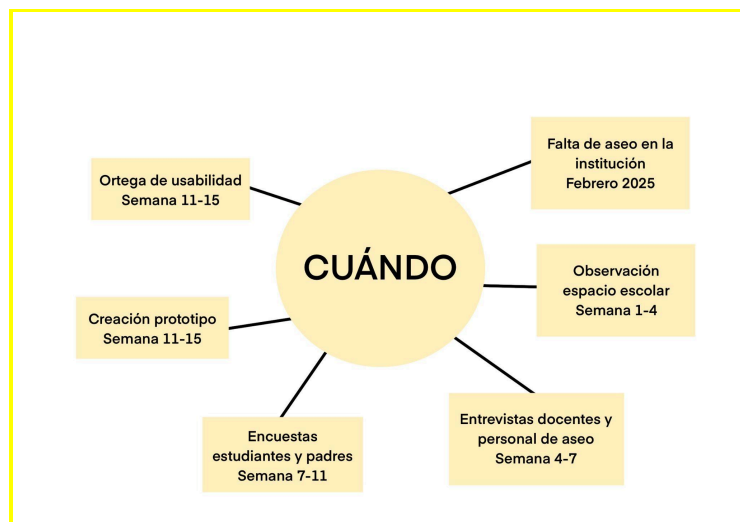 CUÁNDO
Falta de aseo en la
institución
Febrero 2025
Observación
espacio escolar
Semana 1-4
Entrevistas docentes y
personal de aseo
Semana 4-7
Encuestas
estudiantes y padres
Semana 7-11
Creación prototipo
Semana 11-15
Ortega de usabilidad
Semana 11-15